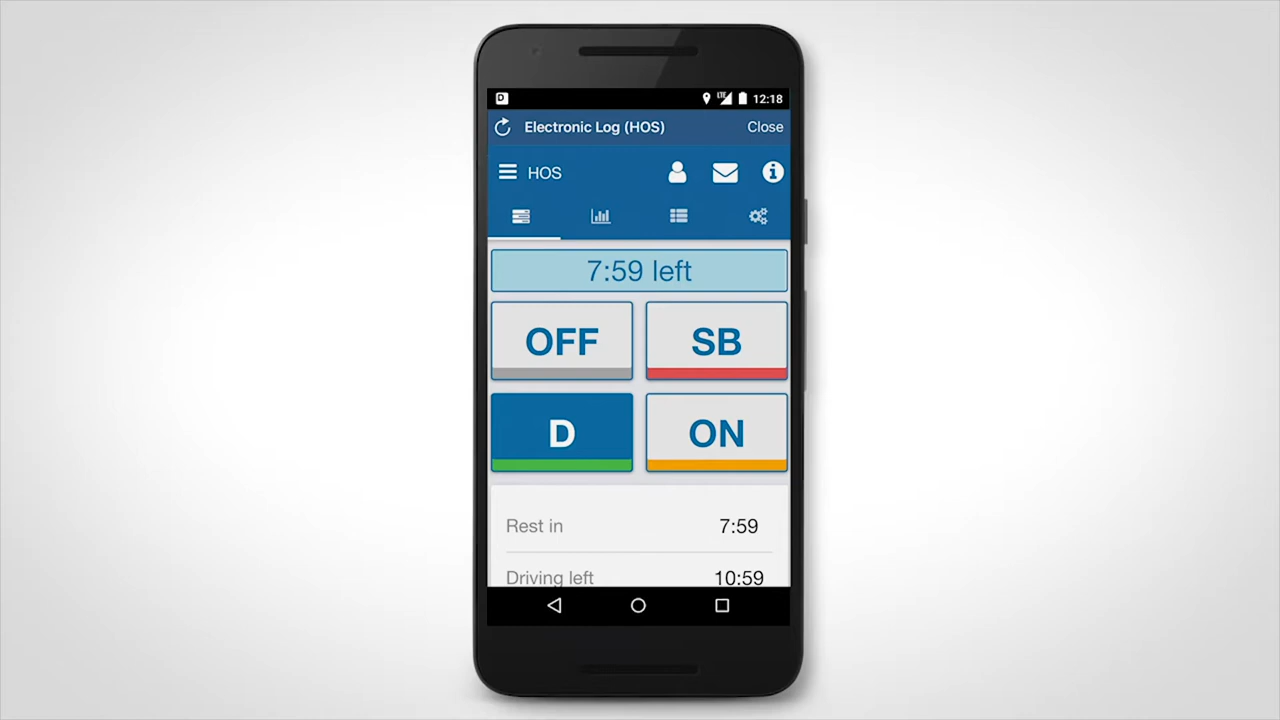 D LTE 12:18
Electronic Log (HOS) Close
HOS
7:59 left
OFF SB
D ON
Rest in 7:59
Driving left 10:59